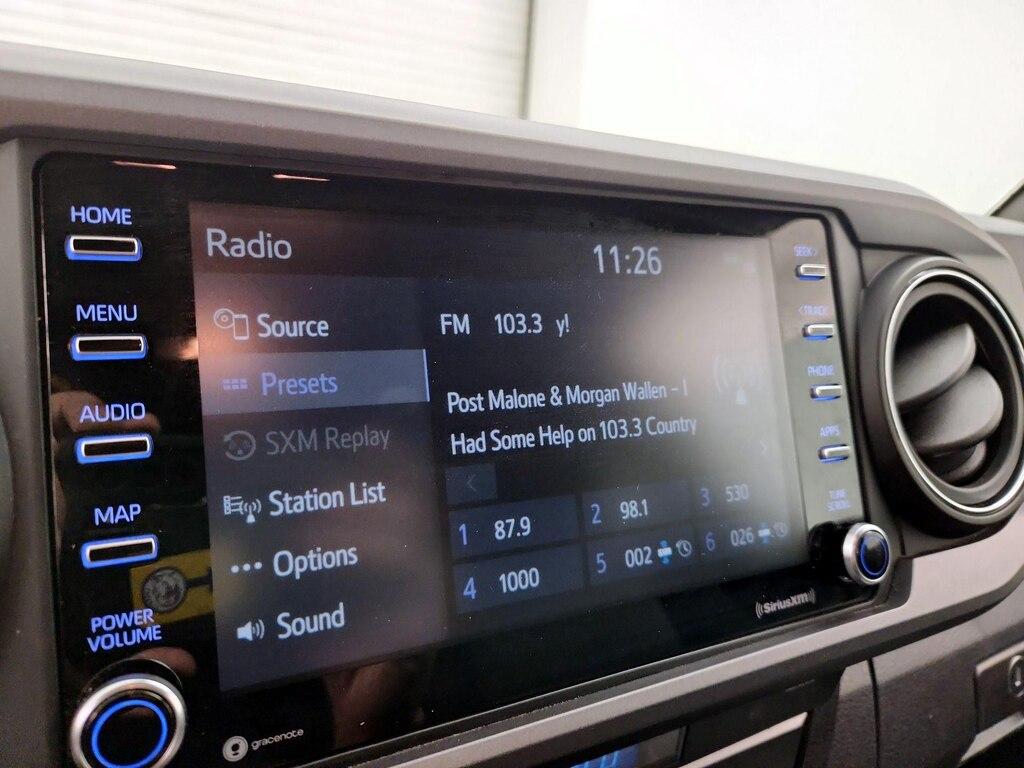 HOME
MENU
AUDIO
MAP
POWER
VOLUME
Radio
11:26
Source
Presets
SXM Replay
Station List
Options
Sound
FM 103.3 y!
Post Malone & Morgan Wallen – I
Had Some Help on 103.3 Country
1 87.9
2 98.1
3 530
4 1000
5 002
6 026
SEEK >
< TRACK
PHONE
APPS
TUNE
SCROLL
((SiriusXM))
gracenote